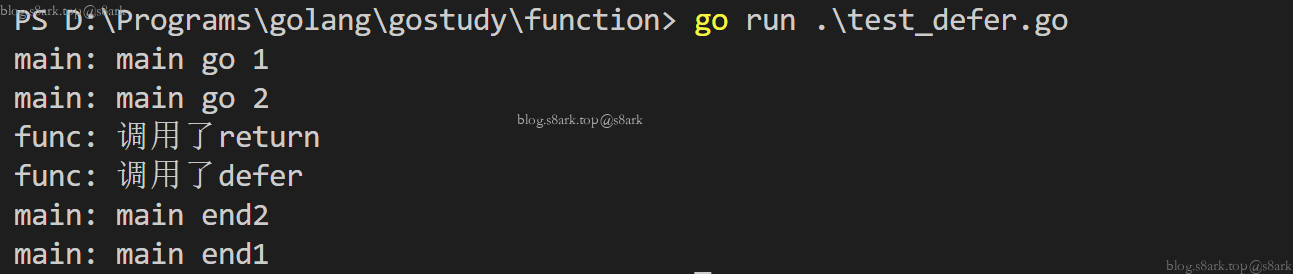 blog.s8ark.top@s8ark
PS D:\Programs\golang\gostudy\function> go run .\test_defer.go
main: main go 1
main: main go 2
blog.s8ark.top@s8ark
func: 调用了return
func: 调用了defer
main: main end2
main: main end1
blog.s8ark.top@s8ark